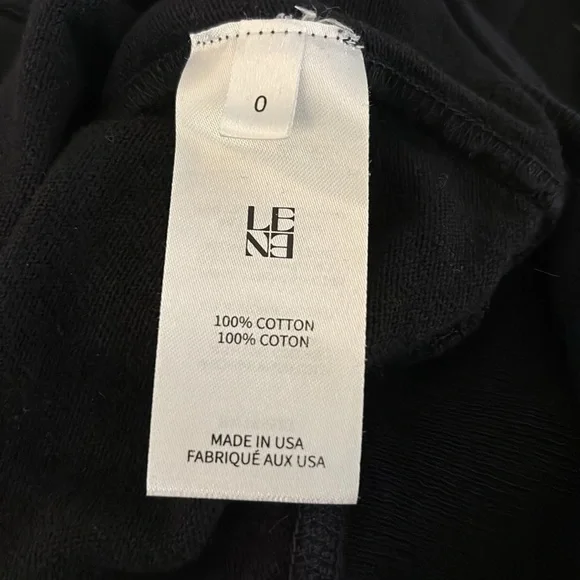 0
LE
NE
100% COTTON
100% COTON
MADE IN USA
FABRIQUÉ AUX USA